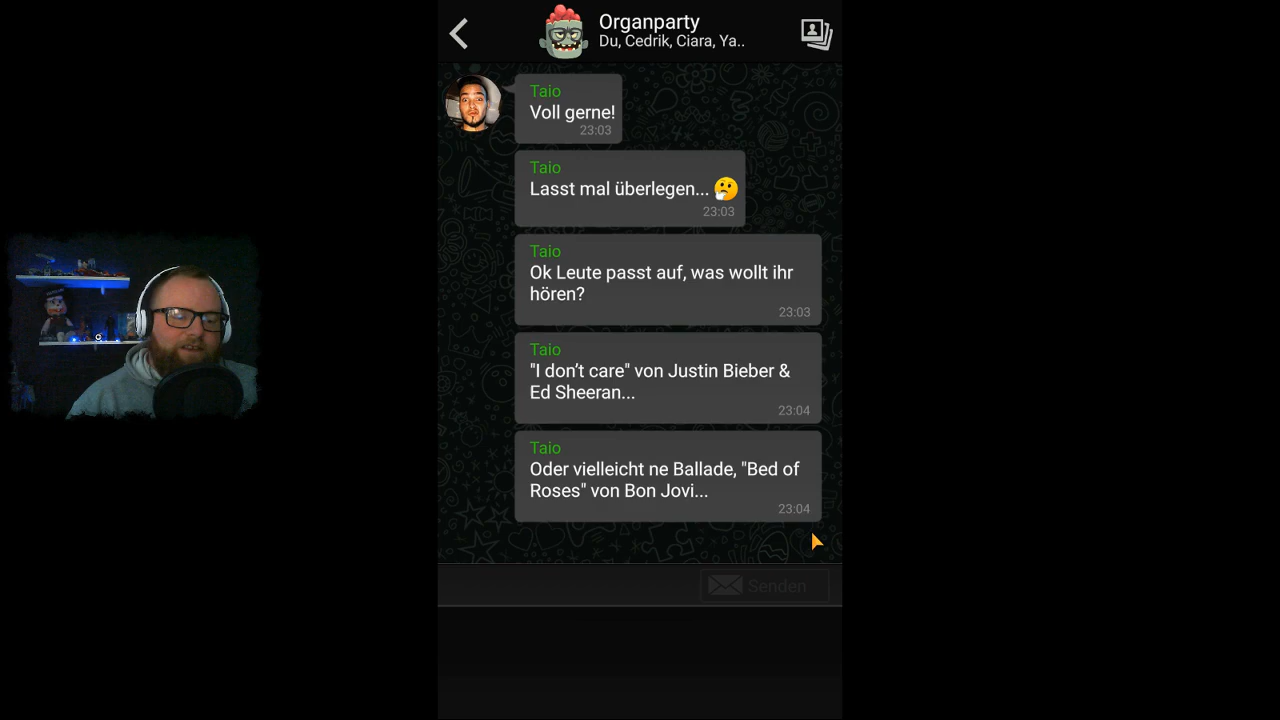 Organparty
Du, Cedrik, Ciara, Ya..
Taio
Voll gerne!
23:03
Taio
Lasst mal überlegen... 🤔
23:03
Taio
Ok Leute passt auf, was wollt ihr
hören?
23:03
Taio
"I don't care" von Justin Bieber &
Ed Sheeran...
23:04
Taio
Oder vielleicht ne Ballade, "Bed of
Roses" von Bon Jovi...
23:04
Senden